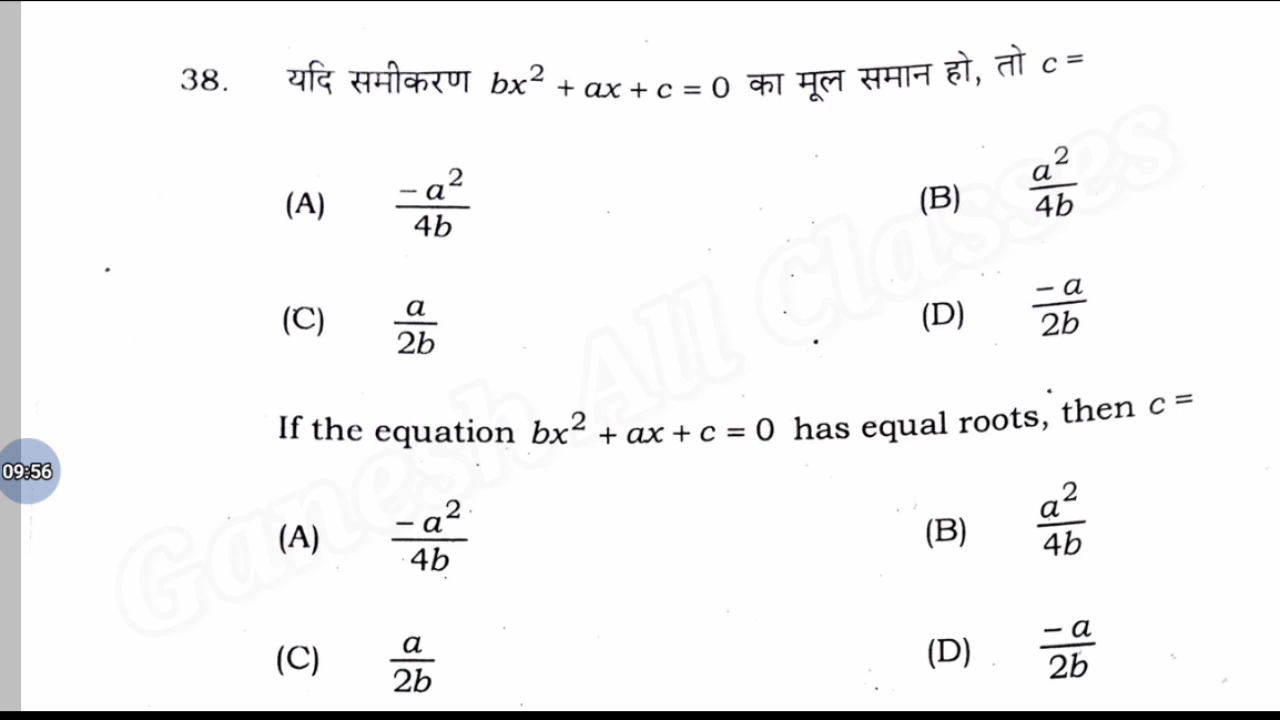 38. यदि समीकरण bx² + ax + c = 0 का मूल समान हो, तो c =
(A) −a²/4b (B) a²/4b
(C) a/2b (D) −a/2b
If the equation bx² + ax + c = 0 has equal roots, then c =
(A) −a²/4b (B) a²/4b
(C) a/2b (D) −a/2b
09:56
Ganesh All Classes